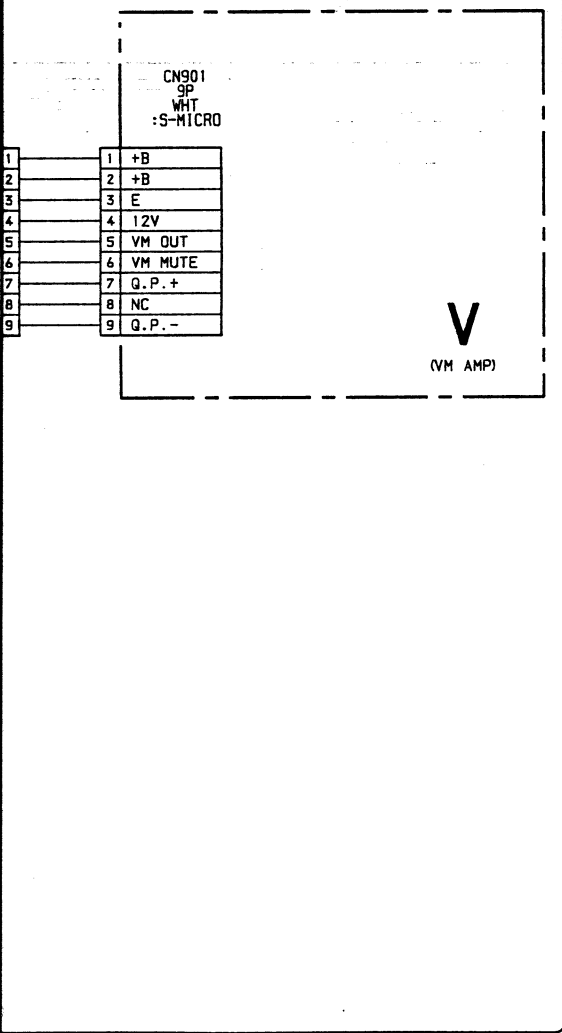 CN901
9P
WHT
:S-MICRO
1 1 +B
2 2 +B
3 3 E
4 4 12V
5 5 VM OUT
6 6 VM MUTE
7 7 Q.P.+
8 8 NC
9 9 Q.P.-
V
(VM AMP)